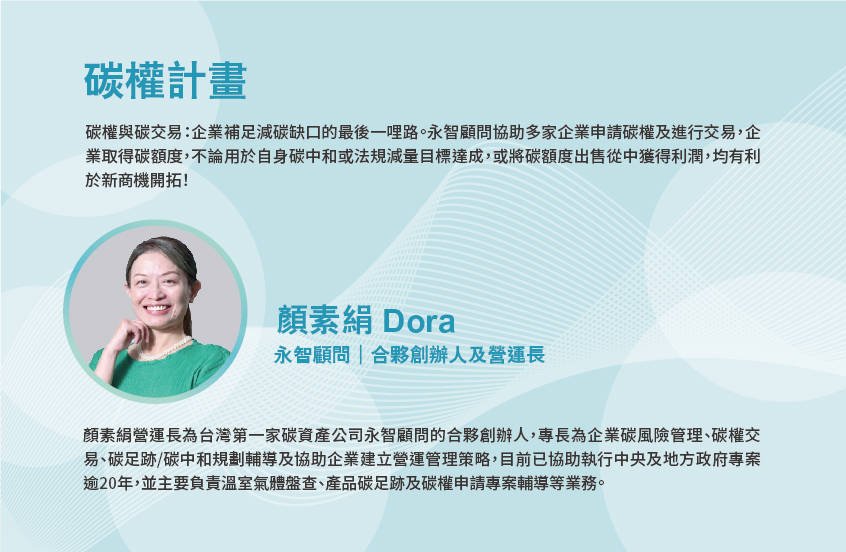 碳權計畫
碳權與碳交易：企業補足減碳缺口的最後一哩路。永智顧問協助多家企業申請碳權及進行交易，企
業取得碳額度，不論用於自身碳中和或法規減量目標達成，或將碳額度出售從中獲得利潤，均有利
於新商機開拓！
顏素絹 Dora
永智顧問｜合夥創辦人及營運長
顏素絹營運長為台灣第一家碳資產公司永智顧問的合夥創辦人，專長為企業碳風險管理、碳權交
易、碳足跡/碳中和規劃輔導及協助企業建立營運管理策略，目前已協助執行中央及地方政府專案
逾20年，並主要負責溫室氣體盤查、產品碳足跡及碳權申請專案輔導等業務。